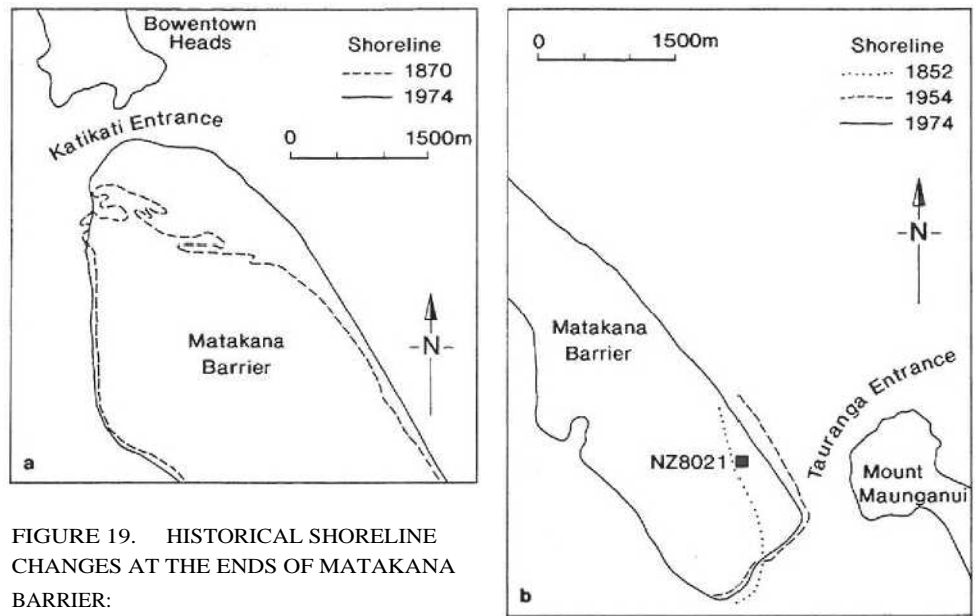 Bowentown
Heads
Shoreline
1870
1974
Katikati Entrance
0 1500m
Matakana
Barrier
-N-
a
0 1500m
Shoreline
1852
1954
1974
-N-
Matakana
Barrier
Tauranga Entrance
NZ8021
Mount
Maunganui
b
FIGURE 19. HISTORICAL SHORELINE
CHANGES AT THE ENDS OF MATAKANA
BARRIER: